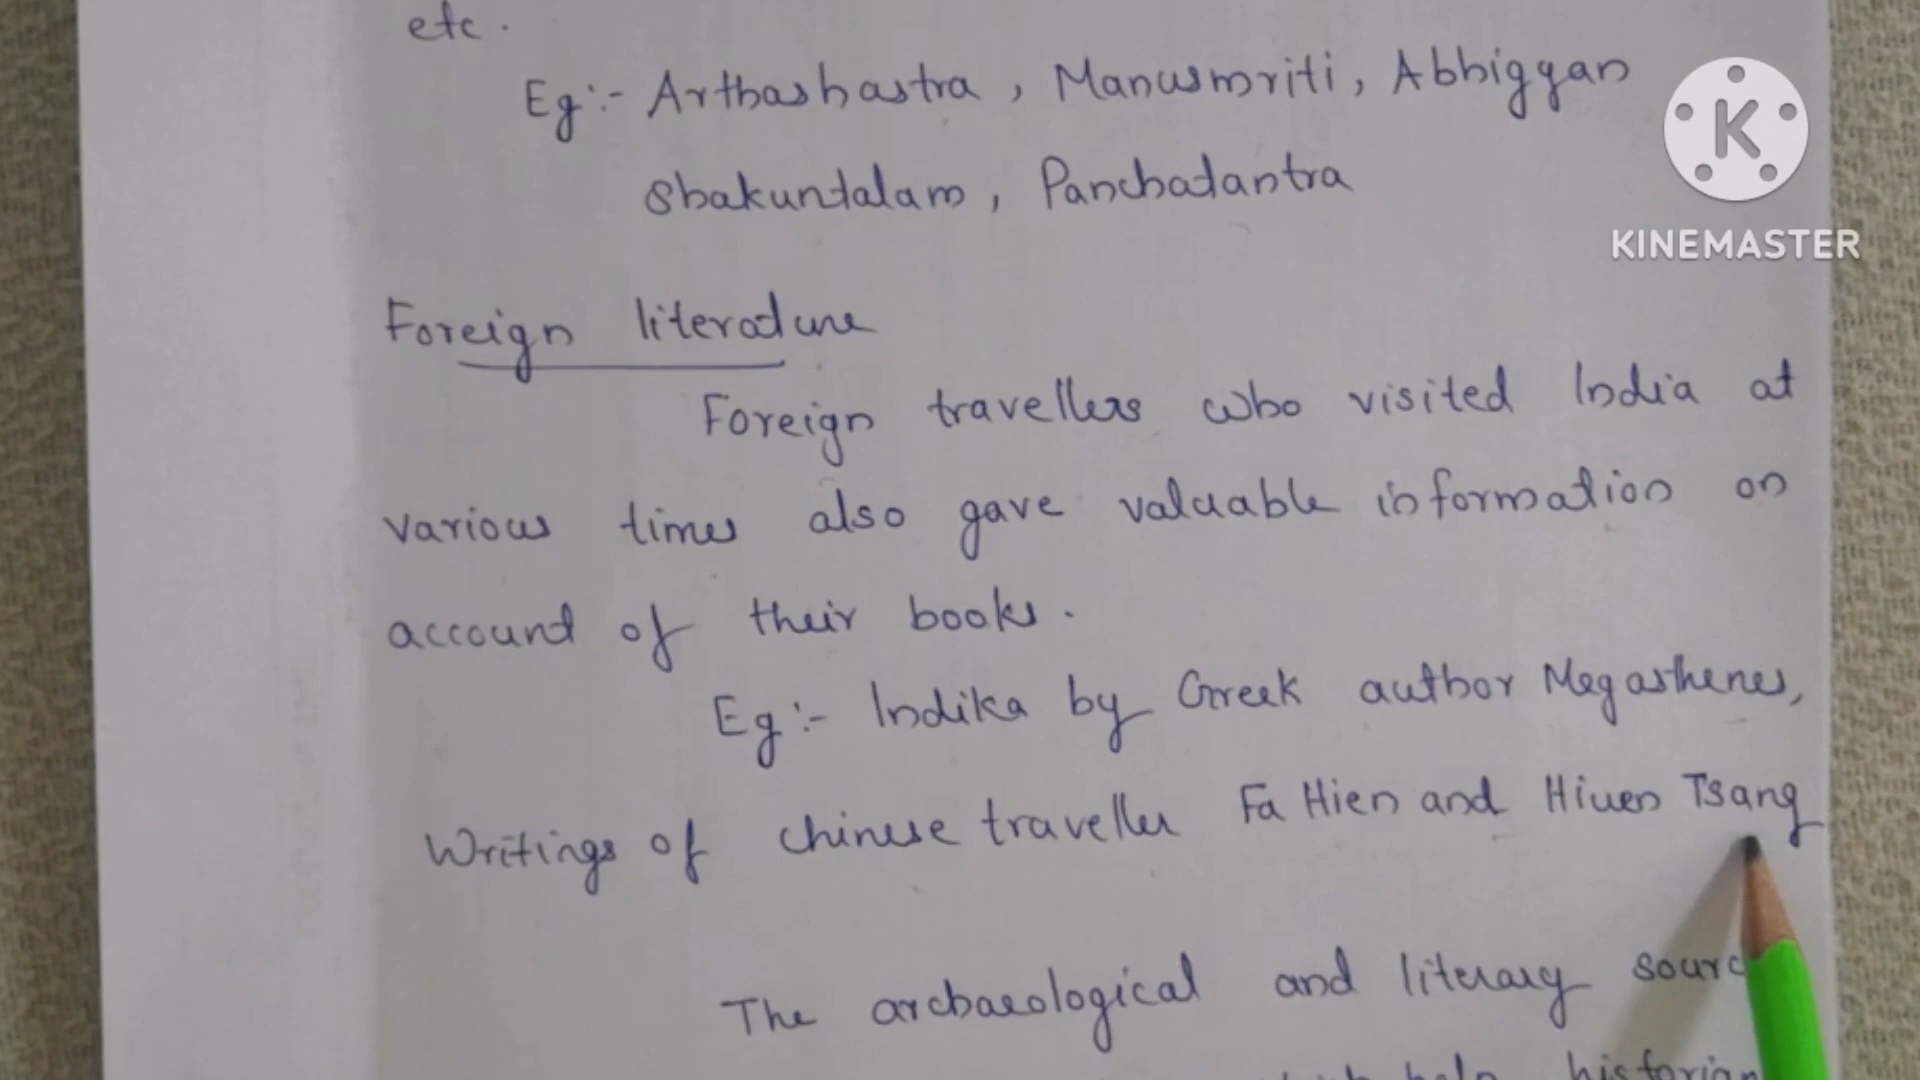 etc.
Eg:- Arthashastra, Manusmriti, Abhiggan
Shakuntalam, Panchatantra
KINEMASTER
Foreign literature
Foreign travellers who visited India at
various times also gave valuable information on
account of their books.
Eg:- Indika by Greek author Megasthenes,
Writings of chinese traveller Fa Hien and Hiuen Tsang
The archaeological and literary
help historian